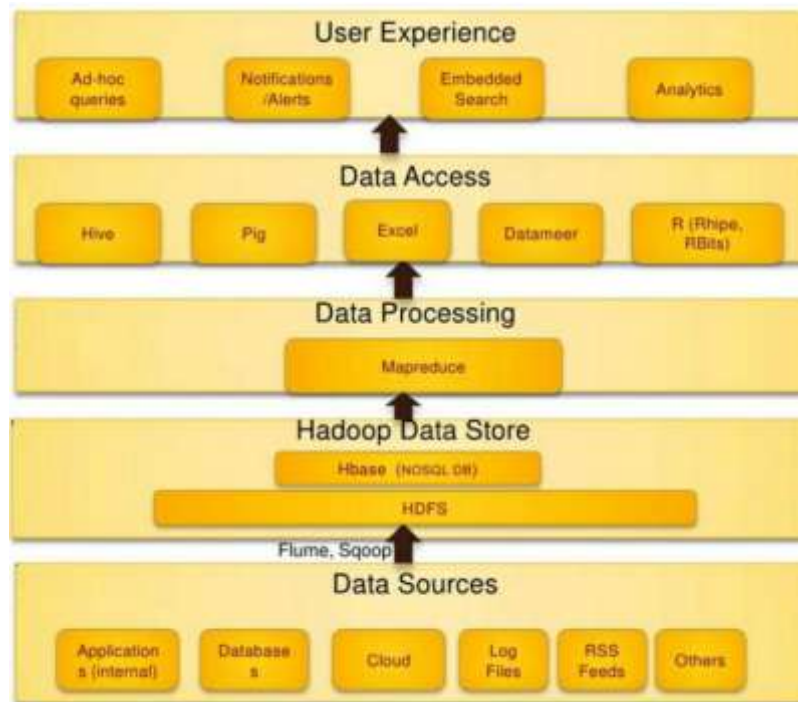 User Experience
Ad-hoc
queries
Notifications
/Alerts
Embedded
Search
Analytics
Data Access
Hive
Pig
Excel
Datameer
R (Rhipe,
RBits)
Data Processing
Mapreduce
Hadoop Data Store
Hbase (NOSQL DB)
HDFS
Flume, Sqoop
Data Sources
Application
s (internal)
Database
s
Cloud
Log
Files
RSS
Feeds
Others